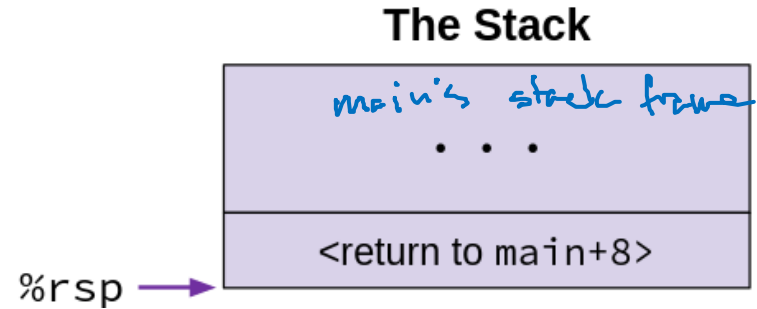 The Stack
main's stack frame
• • •
<return to main+8>
%rsp